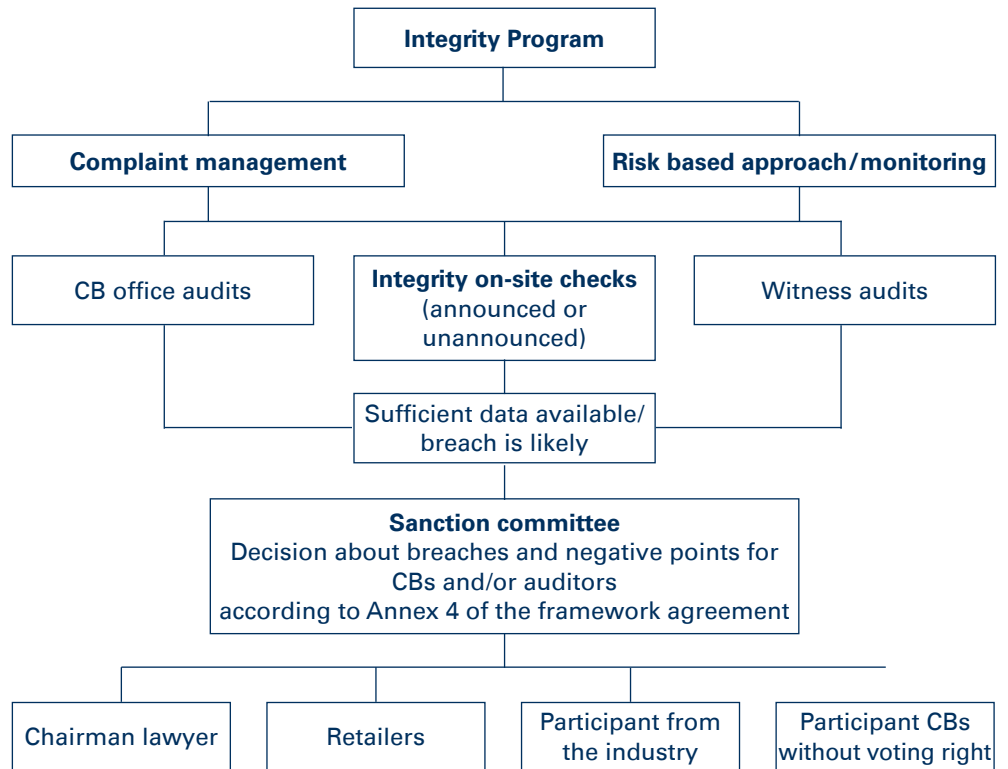 Integrity Program
Complaint management
Risk based approach/monitoring
CB office audits
Integrity on-site checks
(announced or
unannounced)
Witness audits
Sufficient data available/
breach is likely
Sanction committee
Decision about breaches and negative points for
CBs and/or auditors
according to Annex 4 of the framework agreement
Chairman lawyer
Retailers
Participant from
the industry
Participant CBs
without voting right